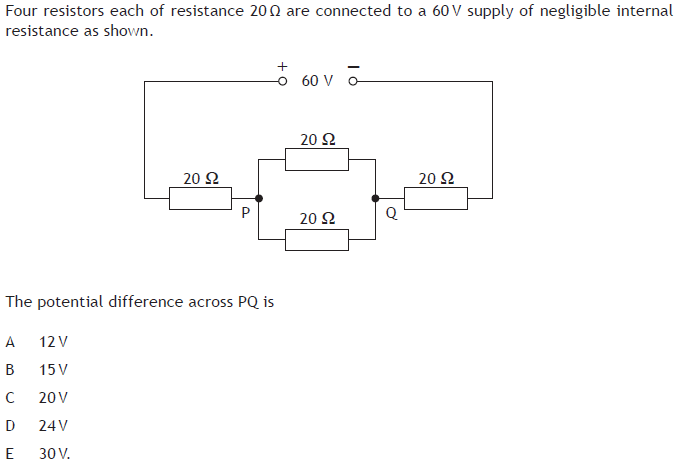 Four resistors each of resistance 20 Ω are connected to a 60 V supply of negligible internal
resistance as shown.
+ –
60 V
20 Ω
20 Ω 20 Ω
P 20 Ω Q
The potential difference across PQ is
A 12 V
B 15 V
C 20 V
D 24 V
E 30 V.